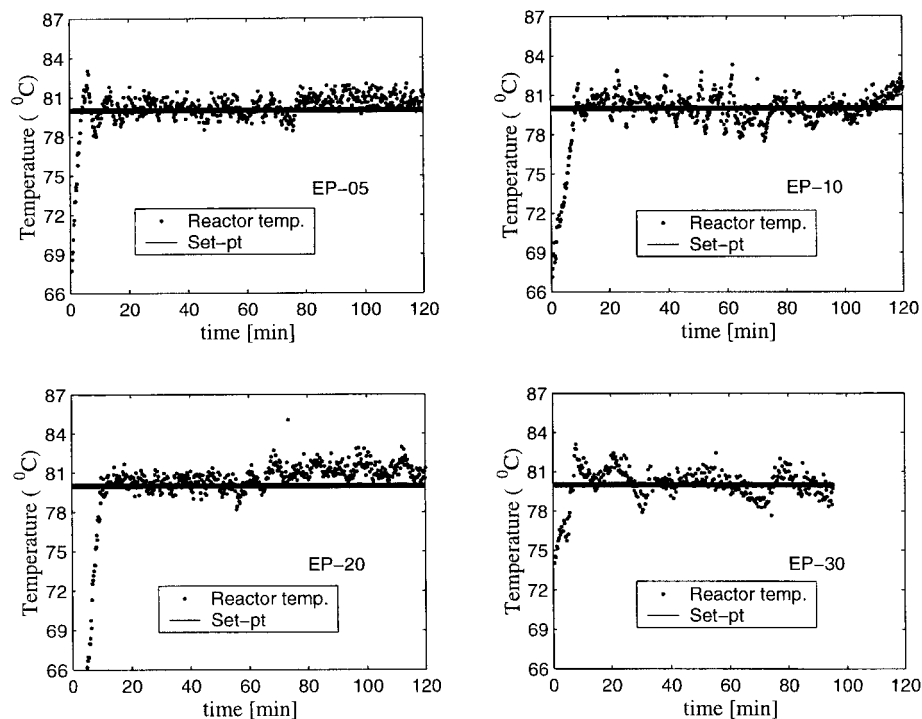 87
84
81
79
75
72
69
66
Temperature ( ⁰C)
EP−05
Reactor temp.
Set−pt
0 20 40 60 80 100 120
time [min]
87
84
81
79
75
72
69
66
Temperature ( ⁰C)
EP−10
Reactor temp.
Set−pt
0 20 40 60 80 100 120
time [min]
87
84
81
79
75
72
69
66
Temperature ( ⁰C)
EP−20
Reactor temp.
Set−pt
0 20 40 60 80 100 120
time [min]
87
84
81
79
75
72
69
66
Temperature ( ⁰C)
EP−30
Reactor temp.
Set−pt
0 20 40 60 80 100 120
time [min]